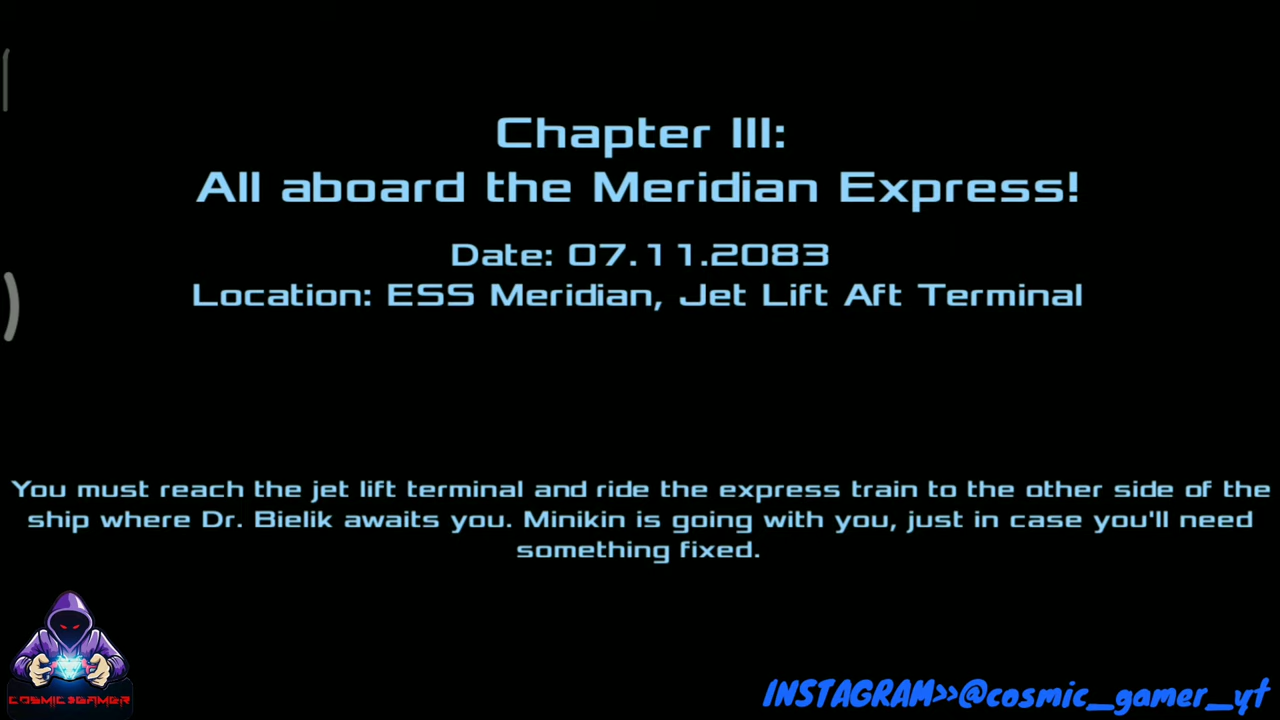 Chapter III:
All aboard the Meridian Express!
Date: 07.11.2083
Location: ESS Meridian, Jet Lift Aft Terminal
You must reach the jet lift terminal and ride the express train to the other side of the
ship where Dr. Bielik awaits you. Minikin is going with you, just in case you'll need
something fixed.
COSMIC GAMER
INSTAGRAM>>@cosmic_gamer_yt